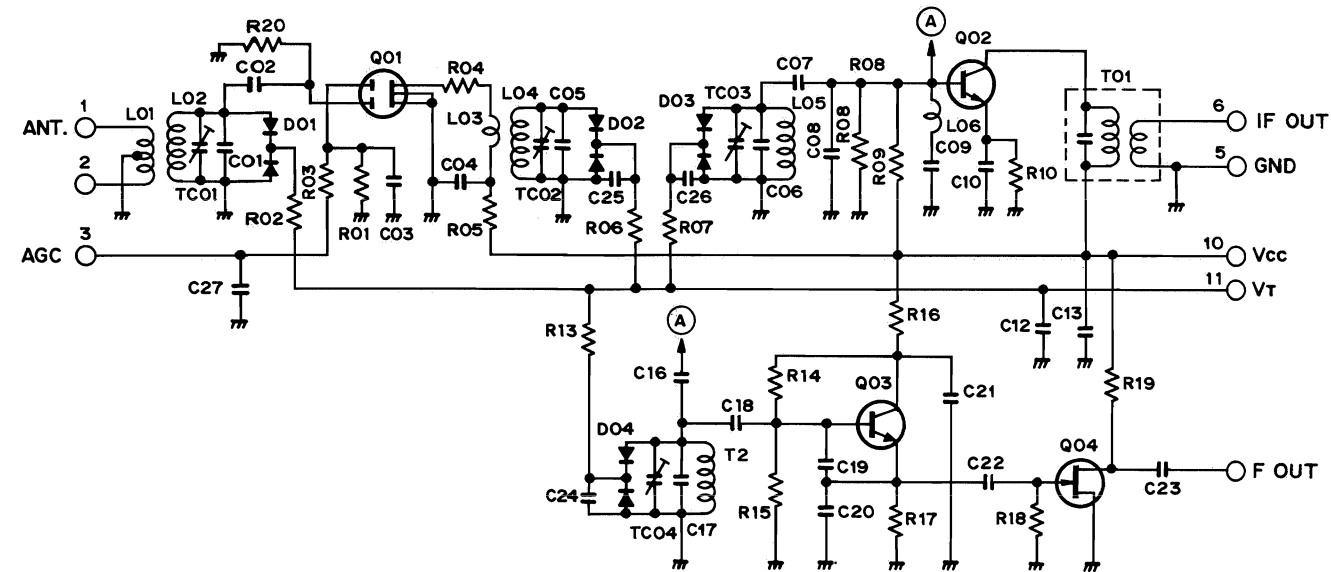 A
R20
Q01
Q02
C02
R04
C07
R08
T01
1
L01
L02
L04
C05
D03
TC03
6
ANT.
D01
L03
D02
L05
L06
IF OUT
2
C01
C04
C08
R08
R09
C09
5
GND
TC01
R03
TC02
C25
C26
C06
C10
R10
R02
R01
C03
R05
R06
R07
3
AGC
10
Vcc
11
VT
C27
A
R13
R16
C12
C13
C16
R14
Q03
C21
R19
C18
D04
T2
Q04
C19
C22
F OUT
C24
C23
R15
C20
R17
R18
TC04
C17